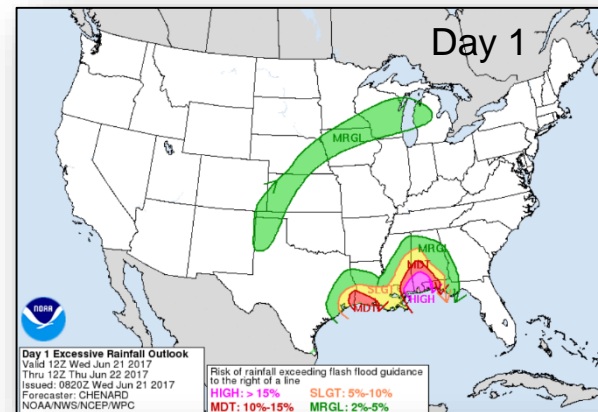 Day 1
MRGL
MRGL
MDT
SLGT
MDT
HIGH
NOAA
Day 1 Excessive Rainfall Outlook
Valid 12Z Wed Jun 21 2017
Thru 12Z Thu Jun 22 2017
Issued: 0820Z Wed Jun 21 2017
Forecaster: CHENARD
NOAA/NWS/NCEP/WPC
Risk of rainfall exceeding flash flood guidance
to the right of a line
HIGH: > 15% SLGT: 5%-10%
MDT: 10%-15% MRGL: 2%-5%